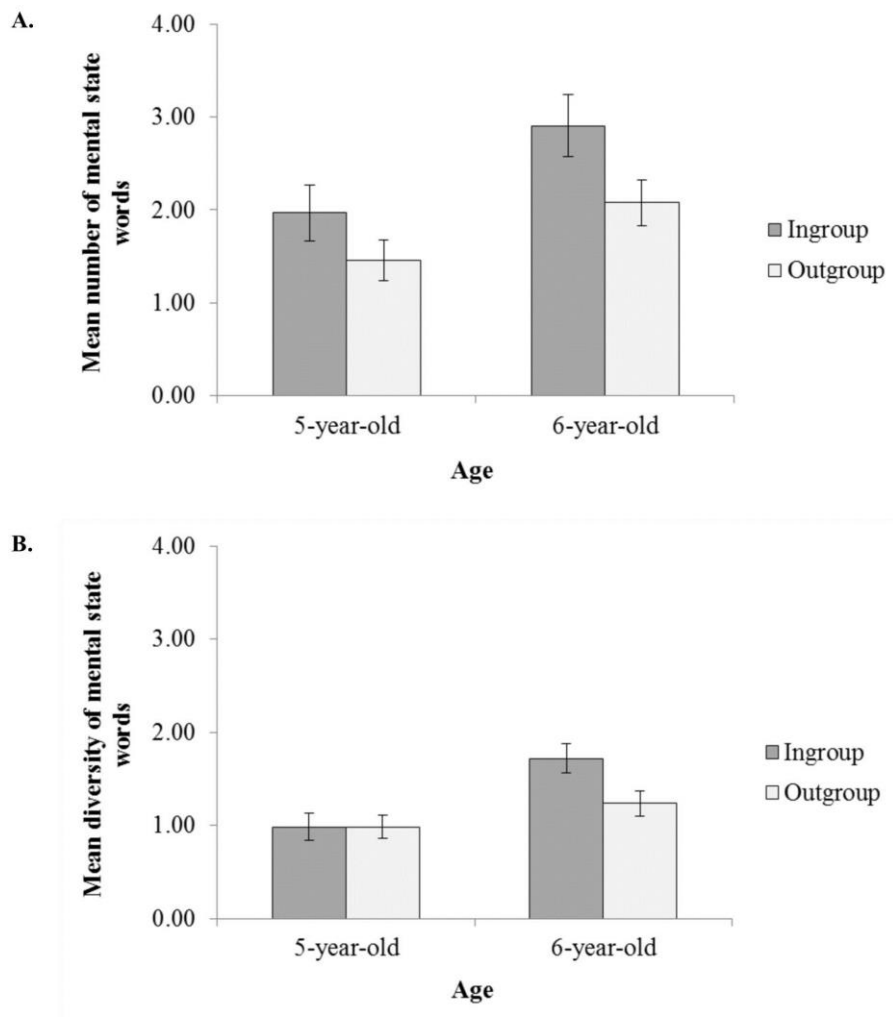 A.
Mean number of mental state
words
4.00
3.00
2.00
1.00
0.00
5-year-old
6-year-old
Age
Ingroup
Outgroup
B.
Mean diversity of mental state
words
4.00
3.00
2.00
1.00
0.00
5-year-old
6-year-old
Age
Ingroup
Outgroup